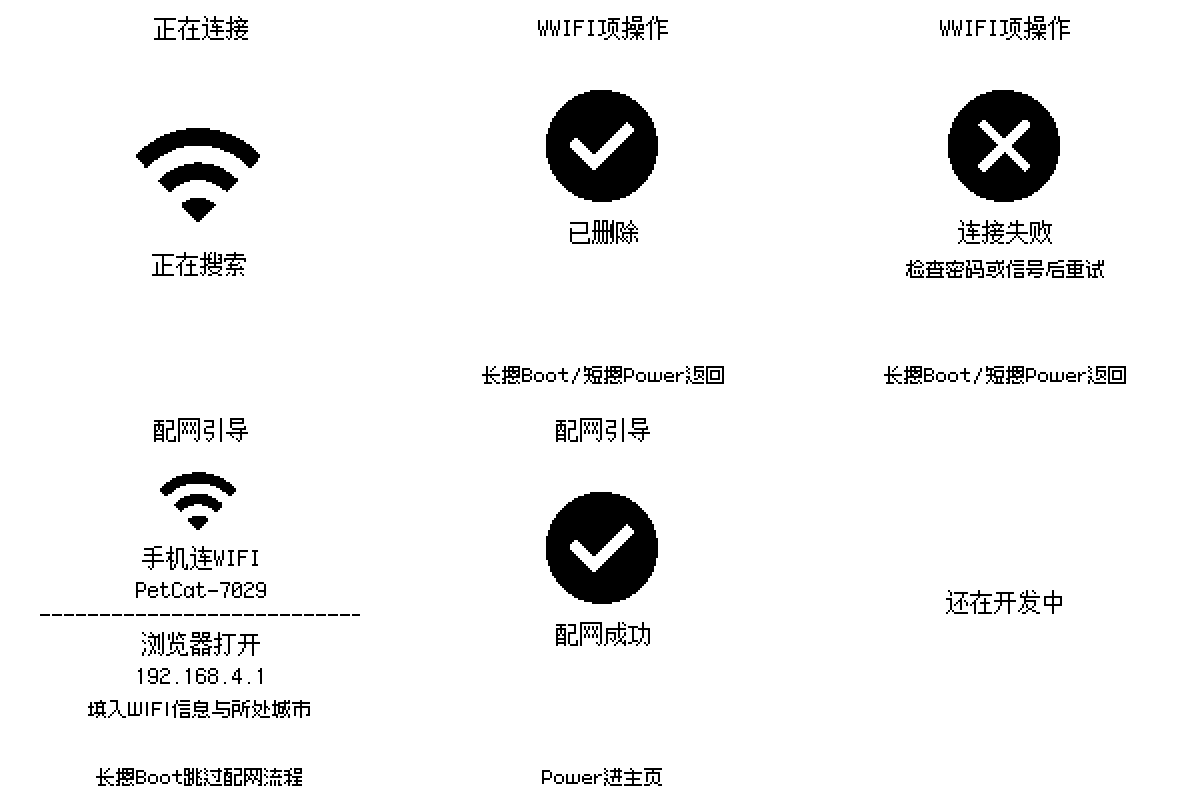 正在连接
正在搜索
WWIFI项操作
已删除
长摁Boot/短摁Power返回
WWIFI项操作
连接失败
检查密码或信号后重试
长摁Boot/短摁Power返回
配网引导
手机连WIFI
PetCat-7029
浏览器打开
192.168.4.1
填入WIFI信息与所处城市
长摁Boot跳过配网流程
配网引导
配网成功
Power进主页
还在开发中